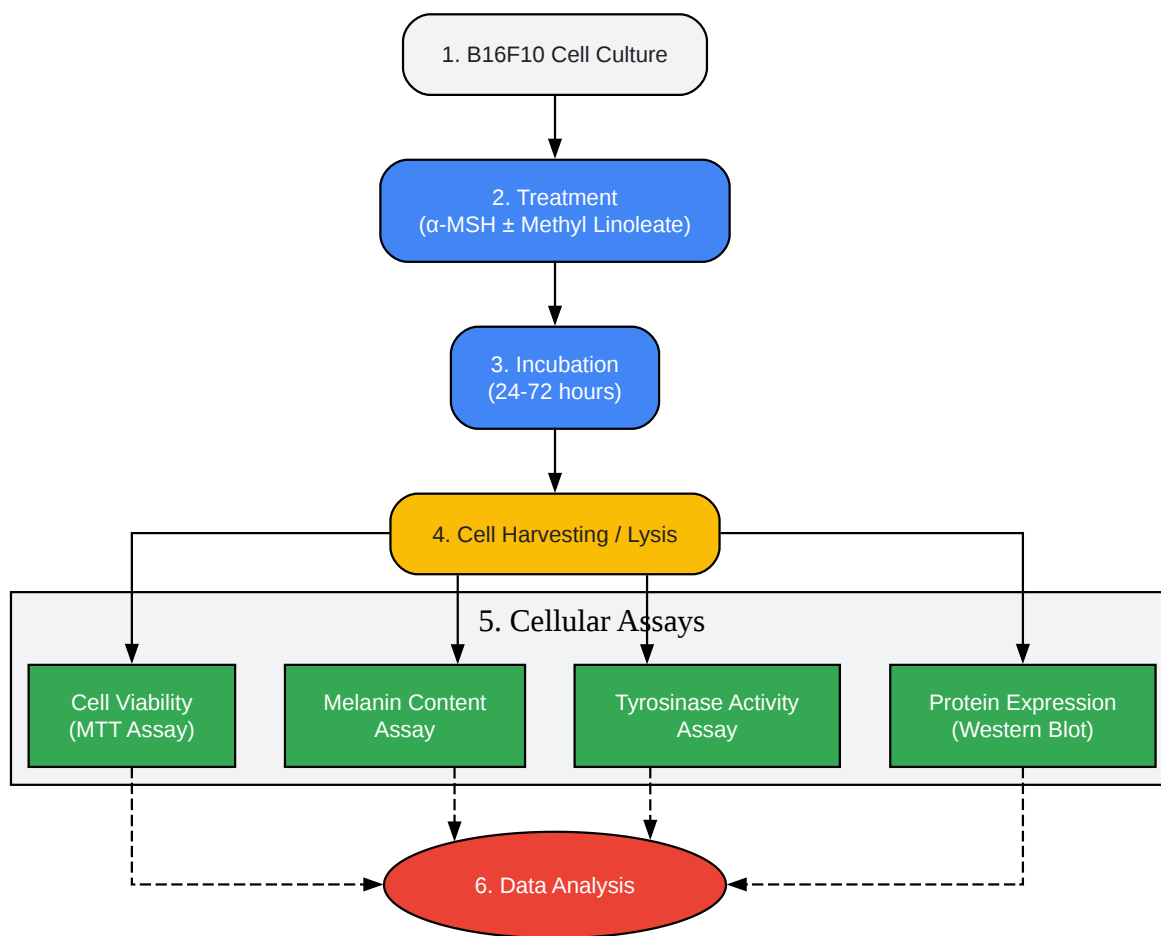 1. B16F10 Cell Culture
2. Treatment
(α-MSH ± Methyl Linoleate)
3. Incubation
(24-72 hours)
4. Cell Harvesting / Lysis
5. Cellular Assays
Cell Viability
(MTT Assay)
Melanin Content
Assay
Tyrosinase Activity
Assay
Protein Expression
(Western Blot)
6. Data Analysis